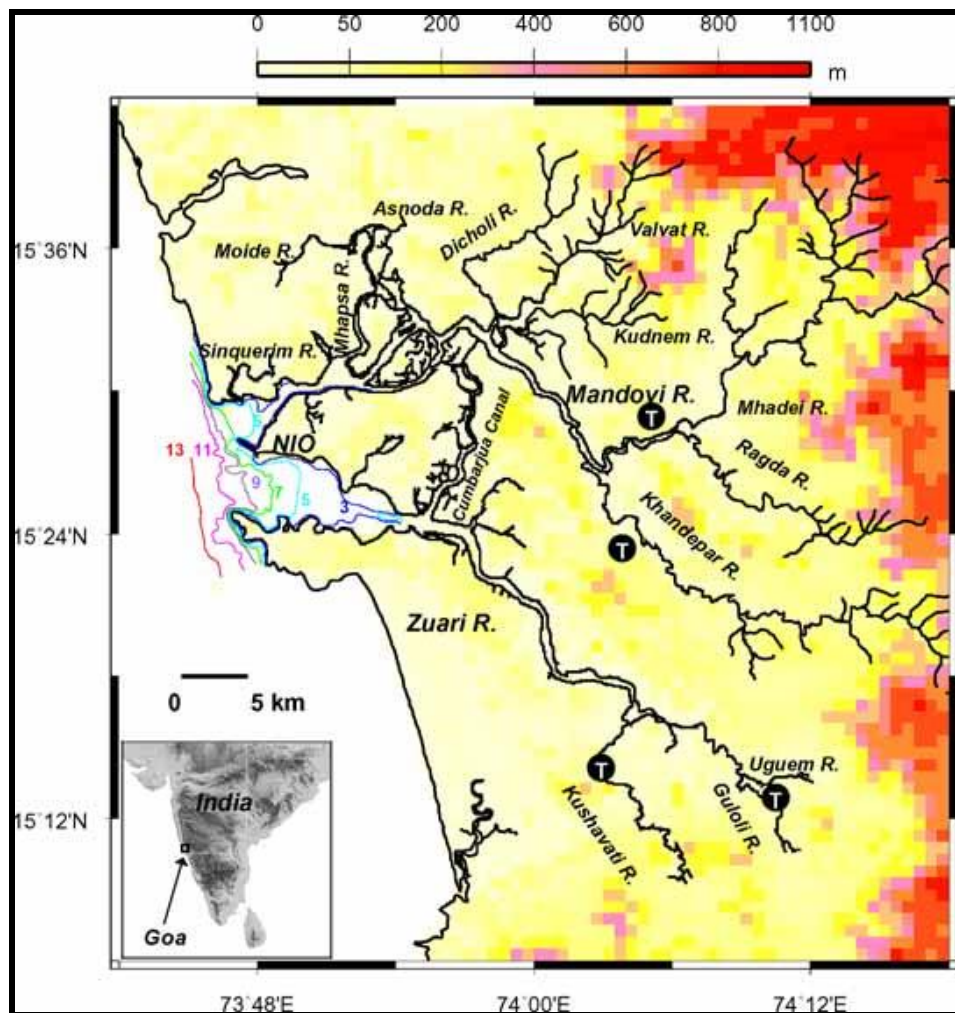 0 50 200 400 600 800 1100
m
Asnoda R.
Dicholi R.
Valvat R.
15°36'N
Moide R.
Mhapsa R.
Kudnem R.
Sinquerim R.
Mandovi R.
T
Mhadei R.
Cumbarjua Canal
NIO
5
13 11
9 7 5 3
Ragda R.
Khandepar R.
15°24'N
T
Zuari R.
0 5 km
Uguem R.
T
T
Guloli R.
Kushavati R.
India
15°12'N
Goa
73°48'E 74°00'E 74°12'E